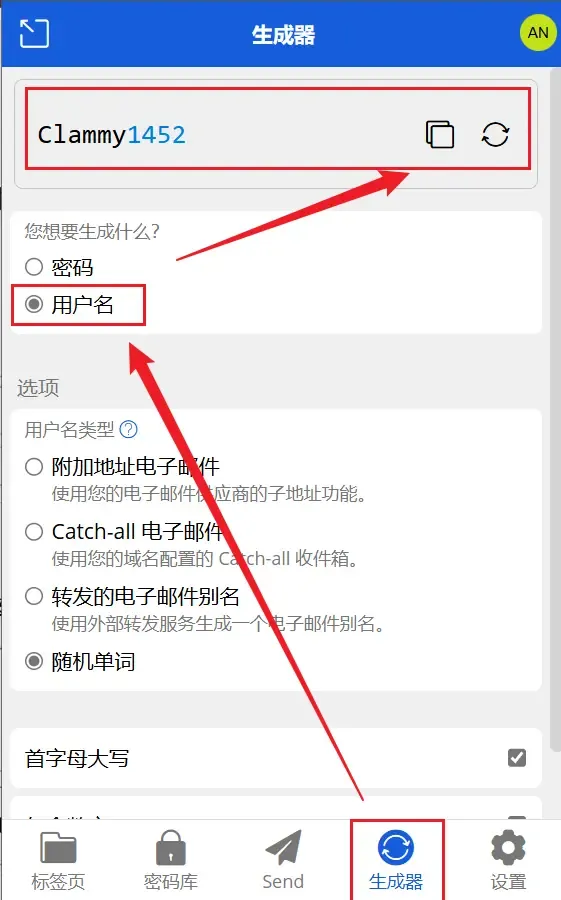 生成器
AN
Clammy1452
您想要生成什么?
密码
用户名
选项
用户名类型
附加地址电子邮件
使用您的电子邮件供应商的子地址功能。
Catch-all 电子邮件
使用您的域名配置的 Catch-all 收件箱。
转发的电子邮件别名
使用外部转发服务生成一个电子邮件别名。
随机单词
首字母大写
标签页
密码库
Send
生成器
设置